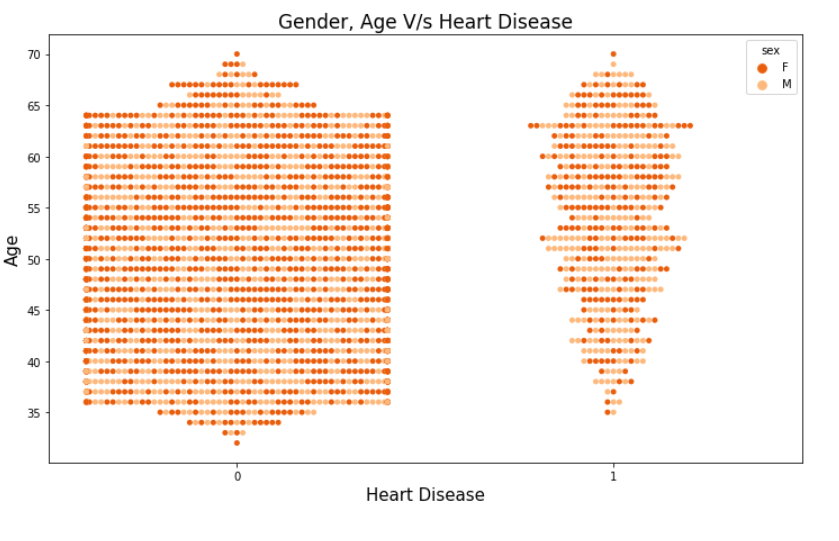 Gender, Age V/s Heart Disease
sex
F
M
70
65
60
55
50
45
40
35
Age
0
1
Heart Disease